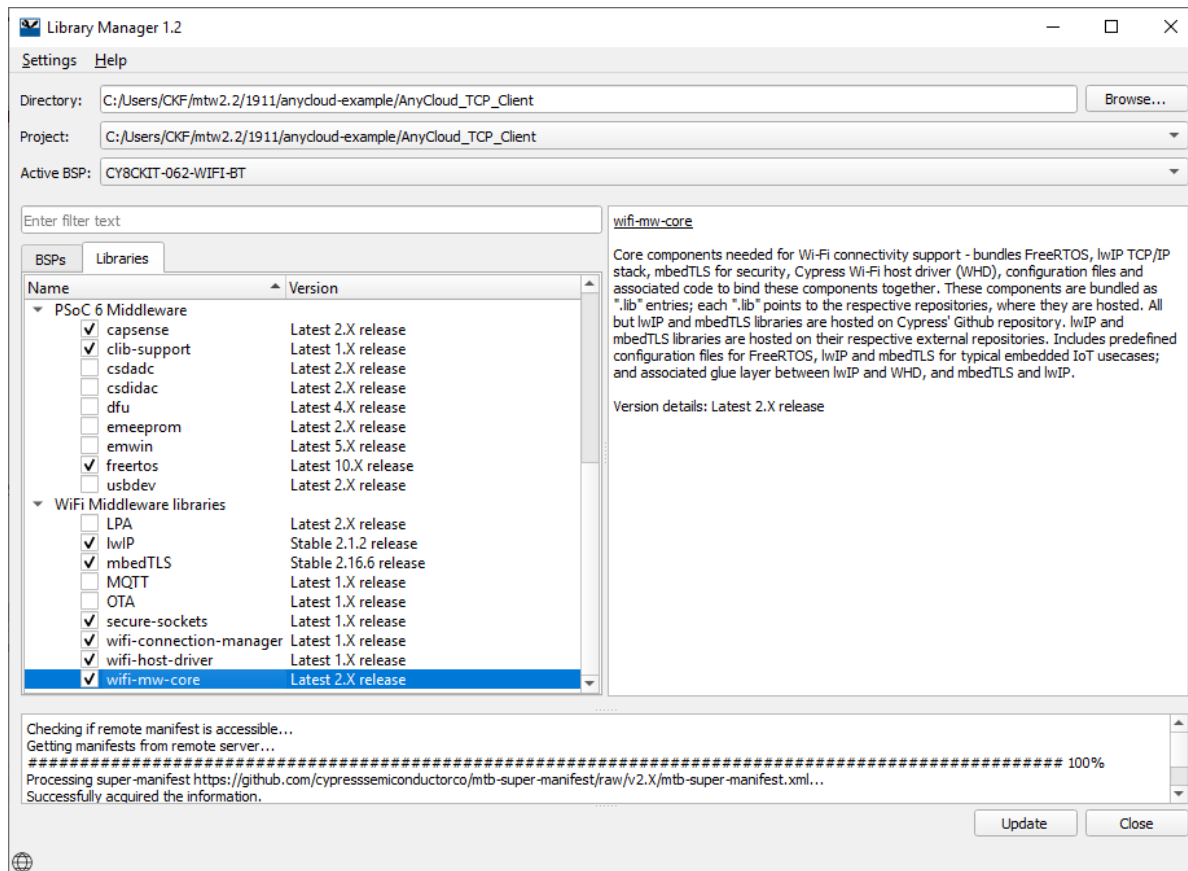 Library Manager 1.2
Settings Help
Directory: C:/Users/CKF/mtw2.2/1911/anycloud-example/AnyCloud_TCP_Client Browse...
Project: C:/Users/CKF/mtw2.2/1911/anycloud-example/AnyCloud_TCP_Client
Active BSP: CY8CKIT-062-WIFI-BT
Enter filter text
BSPs Libraries
Name Version
PSoC 6 Middleware
capsense Latest 2.X release
clib-support Latest 1.X release
csdadc Latest 2.X release
csdidac Latest 2.X release
dfu Latest 4.X release
emeeprom Latest 2.X release
emwin Latest 5.X release
freertos Latest 10.X release
usbdev Latest 2.X release
WiFi Middleware libraries
LPA Latest 2.X release
lwIP Stable 2.1.2 release
mbedTLS Stable 2.16.6 release
MQTT Latest 1.X release
OTA Latest 1.X release
secure-sockets Latest 1.X release
wifi-connection-manager Latest 1.X release
wifi-host-driver Latest 1.X release
wifi-mw-core Latest 2.X release
wifi-mw-core
Core components needed for Wi-Fi connectivity support - bundles FreeRTOS, lwIP TCP/IP
stack, mbedTLS for security, Cypress Wi-Fi host driver (WHD), configuration files and
associated code to bind these components together. These components are bundled as
".lib" entries; each ".lib" points to the respective repositories, where they are hosted. All
but lwIP and mbedTLS libraries are hosted on Cypress' Github repository. lwIP and
mbedTLS libraries are hosted on their respective external repositories. Includes predefined
configuration files for FreeRTOS, lwIP and mbedTLS for typical embedded IoT usecases;
and associated glue layer between lwIP and WHD, and mbedTLS and lwIP.
Version details: Latest 2.X release
Checking if remote manifest is accessible...
Getting manifests from remote server...
#################################################################################################### 100%
Processing super-manifest https://github.com/cypresssemiconductorco/mtb-super-manifest/raw/v2.X/mtb-super-manifest.xml...
Successfully acquired the information.
Update Close